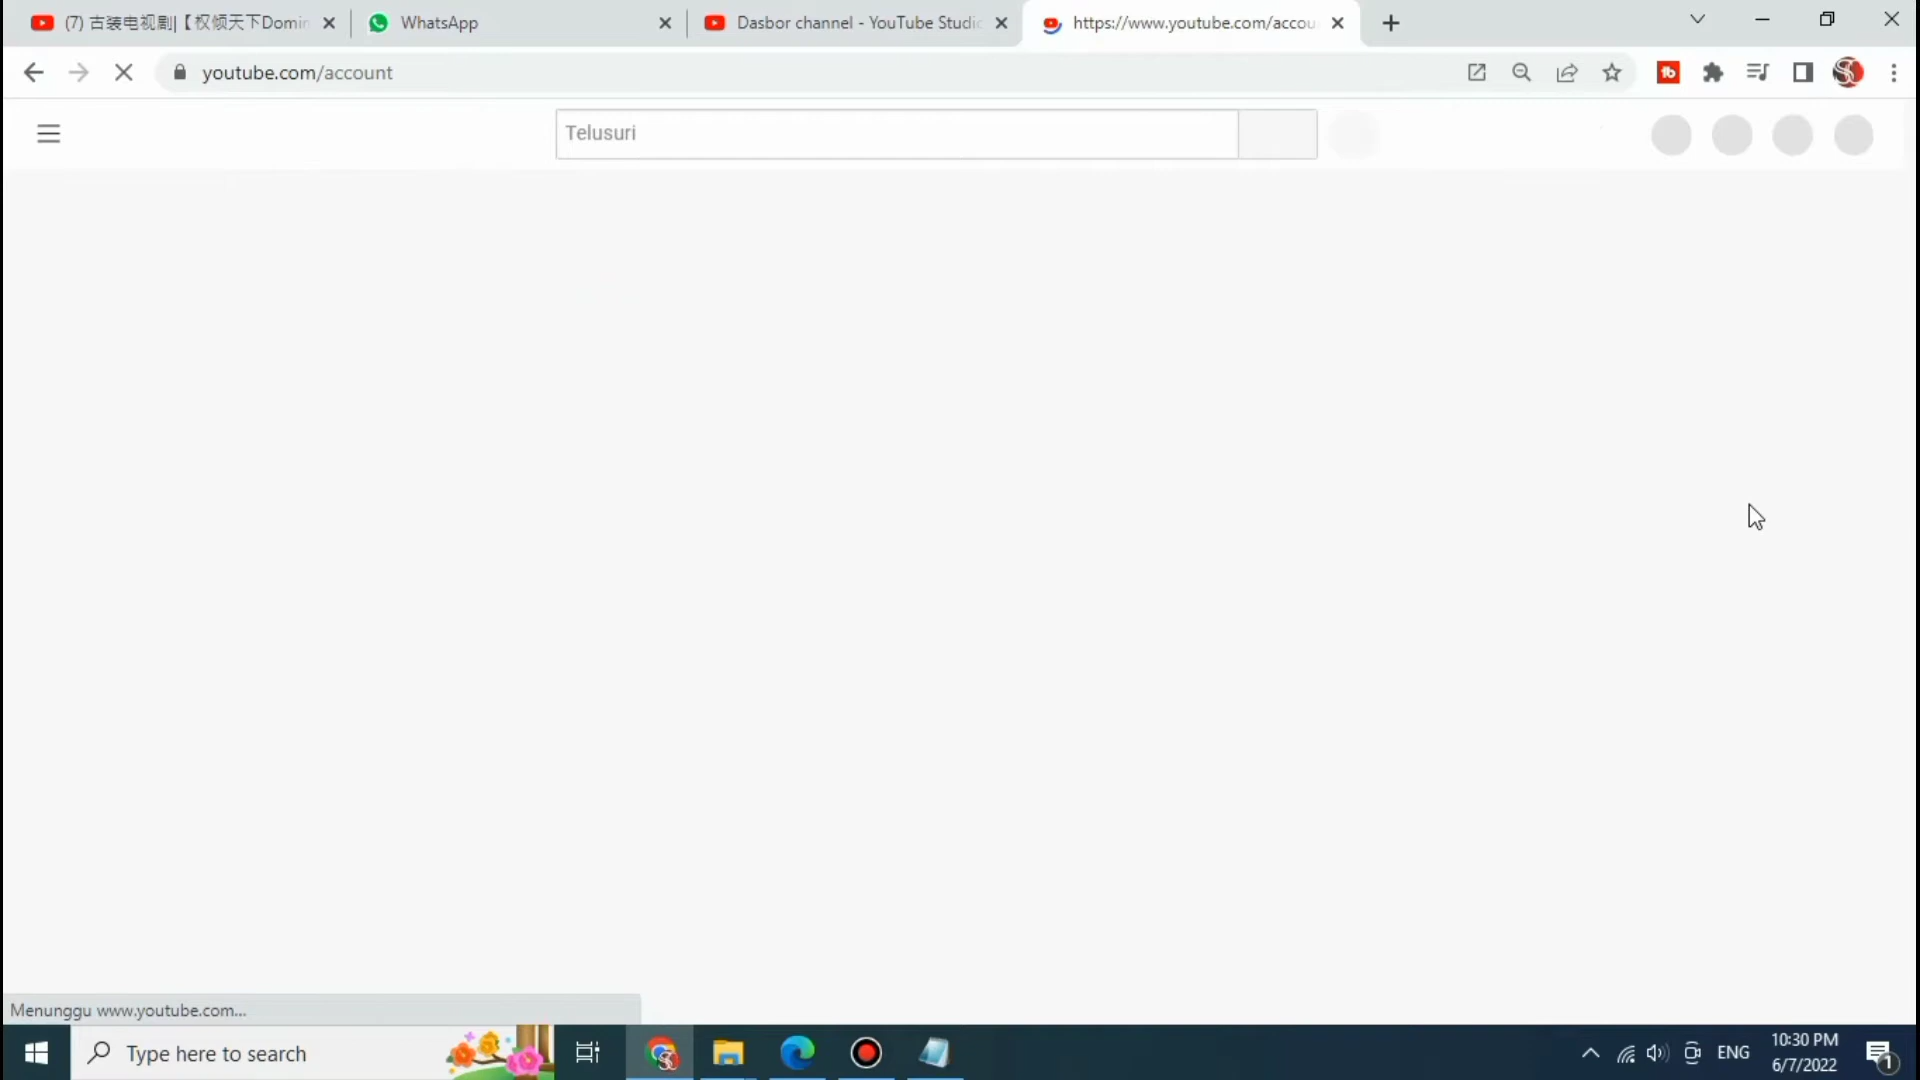 (7) 古装电视剧|【权倾天下Domin
WhatsApp
Dasbor channel - YouTube Studio
https://www.youtube.com/accou
youtube.com/account
Telusuri
Menunggu www.youtube.com...
Type here to search
ENG
10:30 PM
6/7/2022
1